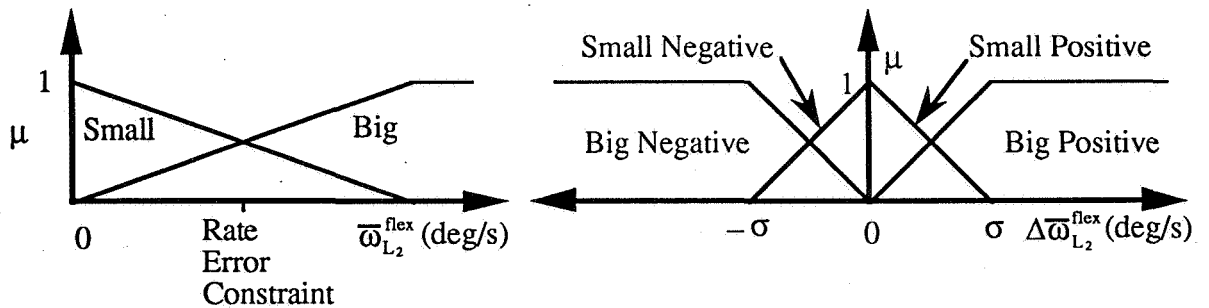 1
μ
Small
Big
0
Rate
Error
Constraint
ω̅_{L₂}^{flex} (deg/s)
Small Negative
μ
Small Positive
1
Big Negative
Big Positive
−σ
0
σ
Δω̅_{L₂}^{flex} (deg/s)